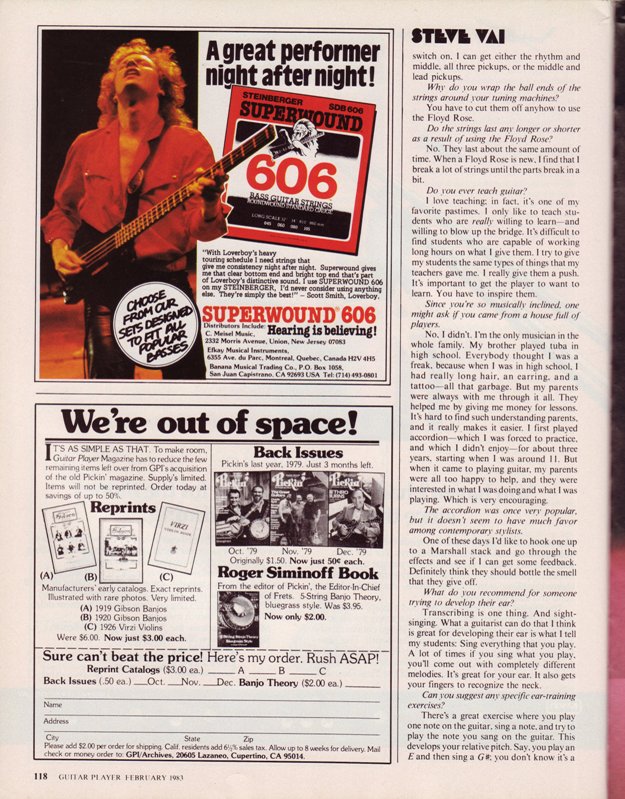 A great performer
night after night!
STEINBERGER
SDB 606
SUPERWOUND
606
BASS GUITAR STRINGS
ROUNDWOUND STANDARD GAUGE
LONG SCALE 32" 34"
045 060 080 105
"With Loverboy's heavy
touring schedule I need strings that
give me consistency night after night. Superwound gives
me that clear bottom end and bright top end that's part
of Loverboy's distinctive sound. I use SUPERWOUND 606
on my STEINBERGER, I'd never consider using anything
else. They're simply the best!" – Scott Smith, Loverboy.
CHOOSE
FROM OUR
SETS DESIGNED
TO FIT ALL
POPULAR
BASSES
SUPERWOUND® 606
Distributors Include: Hearing is believing!
C. Meisel Music,
2332 Morris Avenue, Union, New Jersey 07083
Efkay Musical Instruments,
6355 Ave. du Parc, Montreal, Quebec, Canada H2V 4H5
Banana Musical Trading Co., P.O. Box 1058,
San Juan Capistrano, CA 92693 USA Tel: (714) 493-0801
We're out of space!
IT'S AS SIMPLE AS THAT. To make room,
Guitar Player Magazine has to reduce the few
remaining items left over from GPI's acquisition
of the old Pickin' magazine. Supply's limited.
Items will not be reprinted. Order today at
savings of up to 50%.
Reprints
Gibson
Gibson
VIRZI
(A) (B) (C)
Manufacturers' early catalogs. Exact reprints.
Illustrated with rare photos. Very limited.
(A) 1919 Gibson Banjos
(B) 1920 Gibson Banjos
(C) 1926 Virzi Violins
Were $6.00. Now just $3.00 each.
Back Issues
Pickin's last year, 1979. Just 3 months left.
Pickin'
Pickin'
Pickin'
Oct. '79 Nov. '79 Dec. '79
Originally $1.50. Now just 50¢ each.
Roger Siminoff Book
From the editor of Pickin', the Editor-In-Chief
of Frets. 5-String Banjo Theory,
bluegrass style. Was $3.95.
Now only $2.00.
Sure can't beat the price! Here's my order. Rush ASAP!
Reprint Catalogs ($3.00 ea.) ____ A ____ B ____ C
Back Issues (.50 ea.) ___Oct. ___Nov. ___Dec. Banjo Theory ($2.00 ea.) ____
Name
Address
City State Zip
Please add $2.00 per order for shipping. Calif. residents add 6½% sales tax. Allow up to 8 weeks for delivery. Mail
check or money order to: GPI/Archives, 20605 Lazaneo, Cupertino, CA 95014.
STEVE VAI
switch on, I can get either the rhythm and
middle, all three pickups, or the middle and
lead pickups.
Why do you wrap the ball ends of the
strings around your tuning machines?
You have to cut them off anyhow to use
the Floyd Rose.
Do the strings last any longer or shorter
as a result of using the Floyd Rose?
No. They last about the same amount of
time. When a Floyd Rose is new, I find that I
break a lot of strings until the parts break in a
bit.
Do you ever teach guitar?
I love teaching; in fact, it's one of my
favorite pastimes. I only like to teach stu-
dents who are really willing to learn—and
willing to blow up the bridge. It's difficult to
find students who are capable of working
long hours on what I give them. I try to give
my students the same types of things that my
teachers gave me. I really give them a push.
It's important to get the player to want to
learn. You have to inspire them.
Since you're so musically inclined, one
might ask if you came from a house full of
players.
No, I didn't. I'm the only musician in the
whole family. My brother played tuba in
high school. Everybody thought I was a
freak, because when I was in high school, I
had really long hair, an earring, and a
tattoo—all that garbage. But my parents
were always with me through it all. They
helped me by giving me money for lessons.
It's hard to find such understanding parents,
and it really makes it easier. I first played
accordion—which I was forced to practice,
and which I didn't enjoy—for about three
years, starting when I was around 11. But
when it came to playing guitar, my parents
were all too happy to help, and they were
interested in what I was doing and what I was
playing. Which is very encouraging.
The accordion was once very popular,
but it doesn't seem to have much favor
among contemporary stylists.
One of these days I'd like to hook one up
to a Marshall stack and go through the
effects and see if I can get some feedback.
Definitely think they should bottle the smell
that they give off.
What do you recommend for someone
trying to develop their ear?
Transcribing is one thing. And sight-
singing. What a guitarist can do that I think
is great for developing their ear is what I tell
my students: Sing everything that you play.
A lot of times if you sing what you play,
you'll come out with completely different
melodies. It's great for your ear. It also gets
your fingers to recognize the neck.
Can you suggest any specific ear-training
exercises?
There's a great exercise where you play
one note on the guitar, sing a note, and try to
play the note you sang on the guitar. This
develops your relative pitch. Say, you play an
E and then sing a G#; you don't know it's a
118 GUITAR PLAYER FEBRUARY 1983